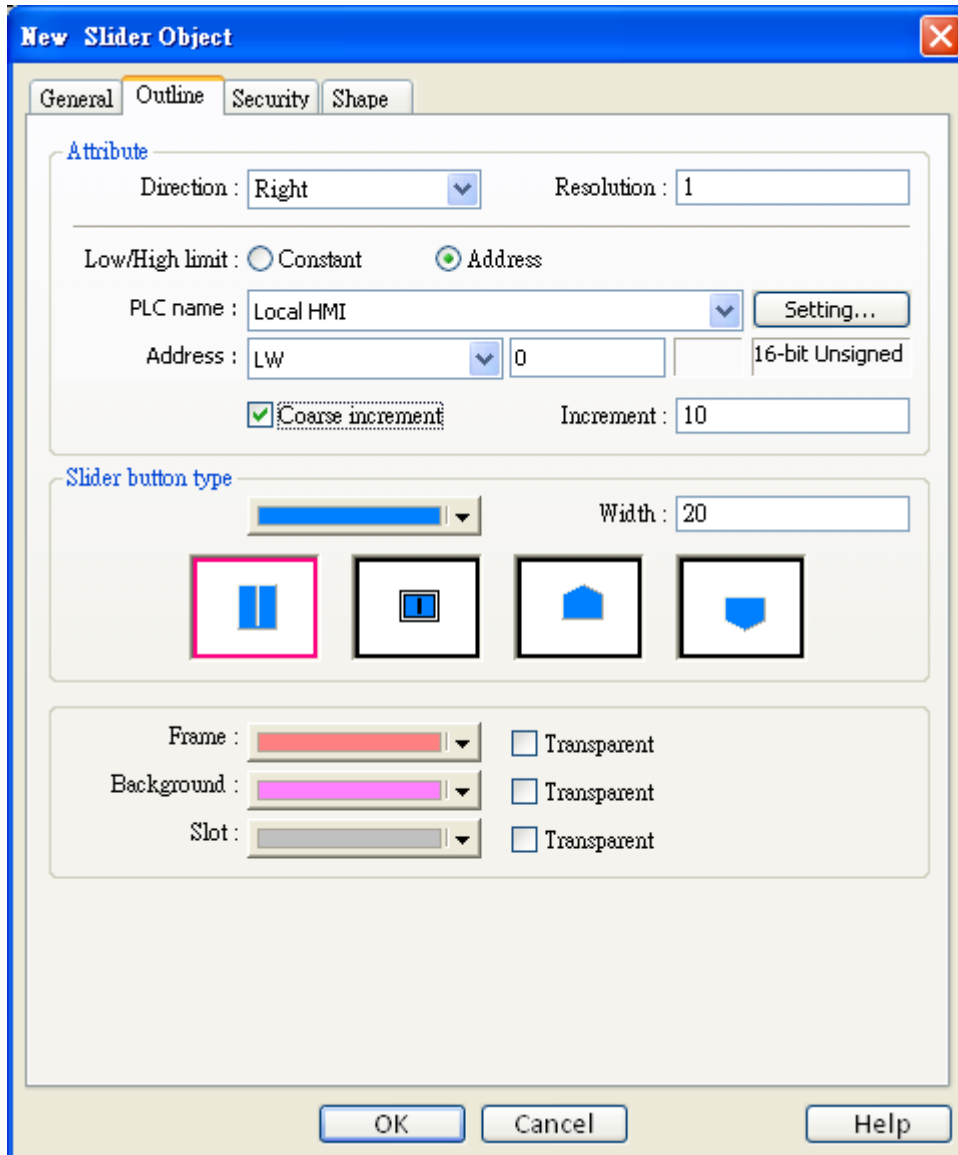 New Slider Object
General Outline Security Shape
Attribute
Direction : Right Resolution : 1
Low/High limit : Constant Address
PLC name : Local HMI Setting...
Address : LW 0 16-bit Unsigned
Coarse increment Increment : 10
Slider button type
Width : 20
Frame : Transparent
Background : Transparent
Slot : Transparent
OK Cancel Help